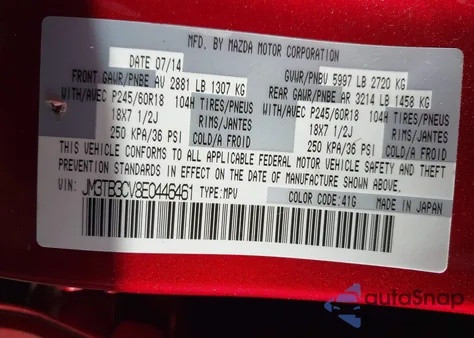 MFD. BY MAZDA MOTOR CORPORATION
DATE 07/14 GVWR/PNBV 5997 LB 2720 KG
FRONT GAWR/PNBE AV 2881 LB 1307 KG REAR GAWR/PNBE AR 3214 LB 1458 KG
WITH/AVEC P245/60R18 104H TIRES/PNEUS WITH/AVEC P245/60R18 104H TIRES/PNEUS
18X7 1/2J RIMS/JANTES 18X7 1/2J RIMS/JANTES
250 KPA/36 PSI COLD/A FROID 250 KPA/36 PSI COLD/A FROID
THIS VEHICLE CONFORMS TO ALL APPLICABLE FEDERAL MOTOR VEHICLE SAFETY AND THEFT
PREVENTION STANDARDS IN EFFECT ON THE DATE OF MANUFACTURE SHOWN ABOVE.
VIN: JM3TB3CV8E0446461 TYPE:MPV
COLOR CODE:41G MADE IN JAPAN
autoSnap